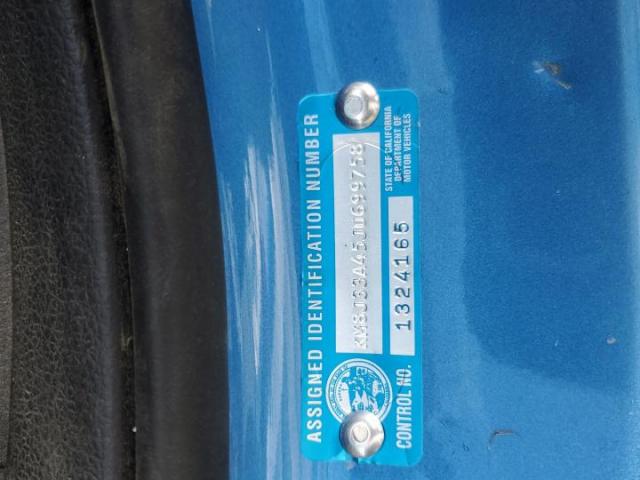 ASSIGNED IDENTIFICATION NUMBER
KM8J33A45JU699758
STATE OF CALIFORNIA
DEPARTMENT OF
MOTOR VEHICLES
CONTROL NO. 1324165